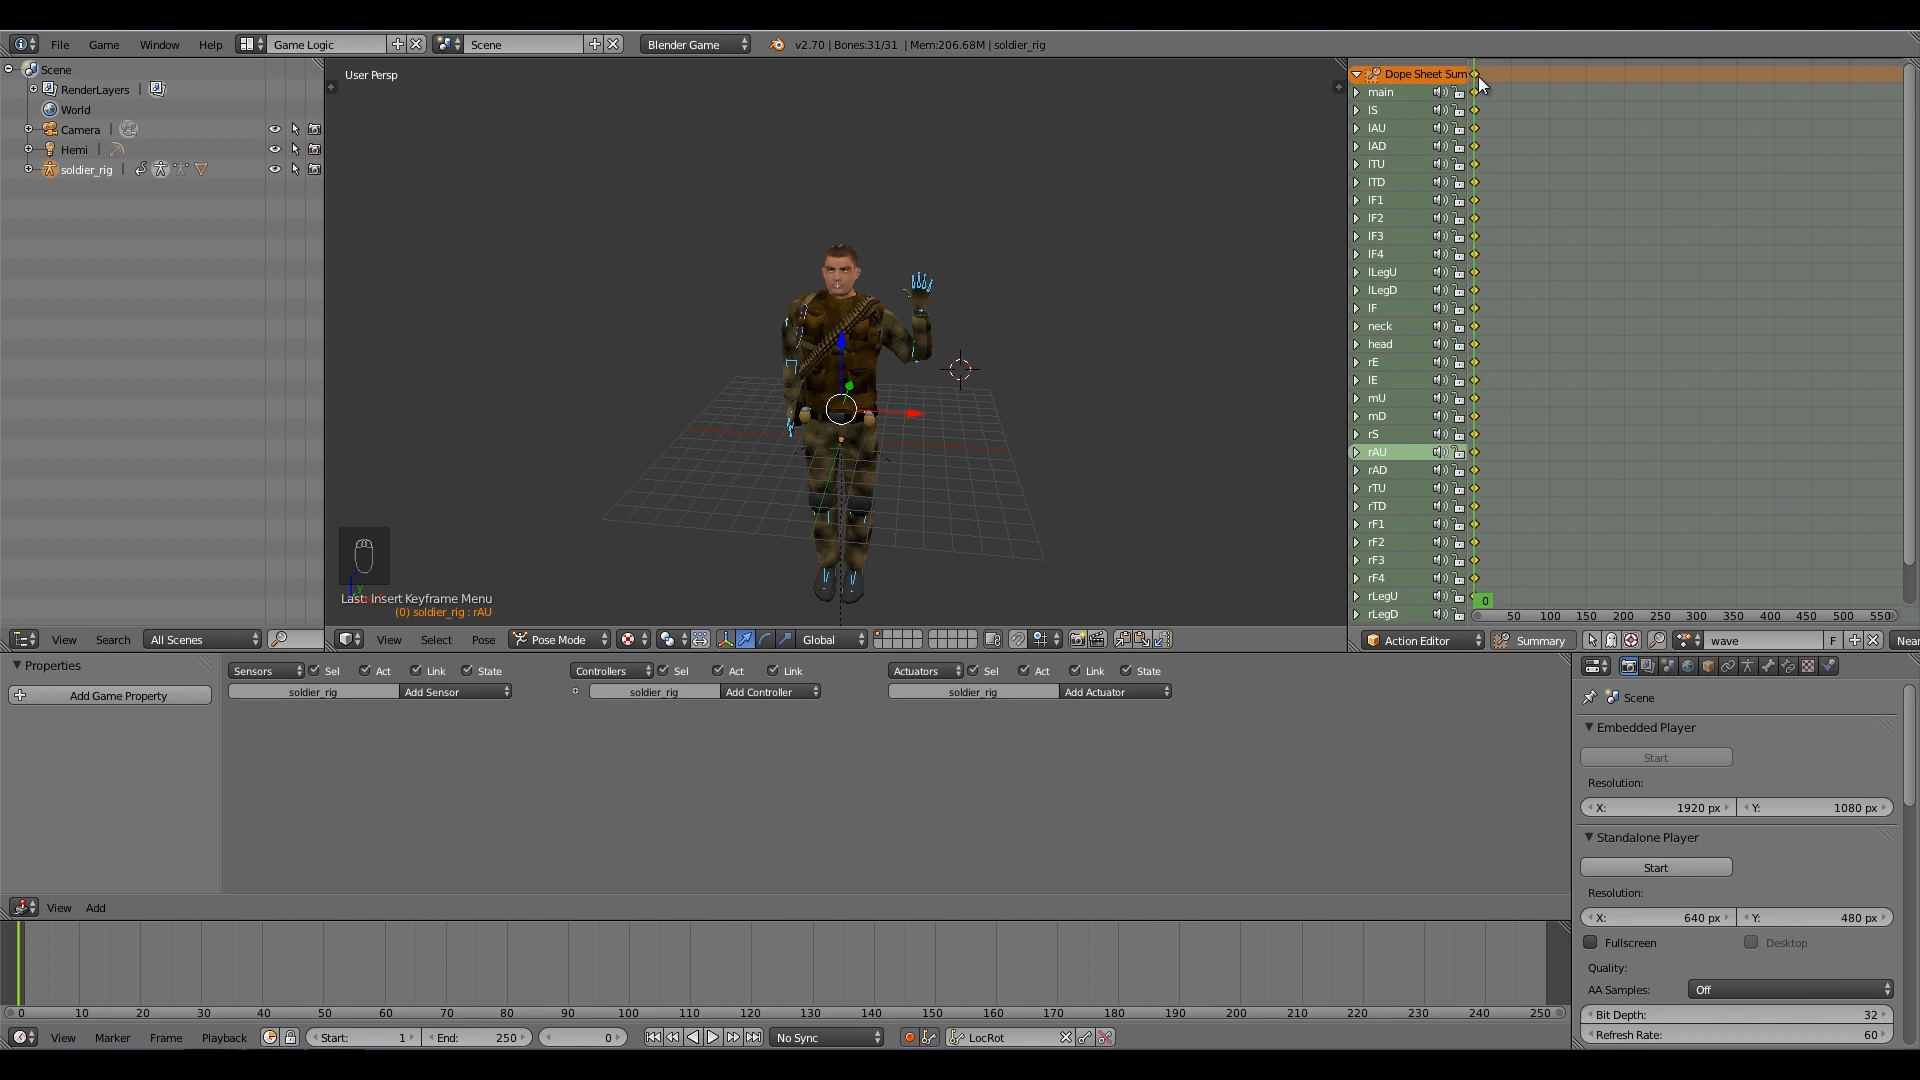 File Game Window Help Game Logic Scene Blender Game v2.70 | Bones:31/31 | Mem:206.68M | soldier_rig
Scene
RenderLayers |
World
Camera |
Hemi |
soldier_rig |
User Persp
Last: Insert Keyframe Menu
(0) soldier_rig : rAU
Dope Sheet Sum
main
lS
lAU
lAD
lTU
lTD
lF1
lF2
lF3
lF4
lLegU
lLegD
lF
neck
head
rE
lE
mU
mD
rS
rAU
rAD
rTU
rTD
rF1
rF2
rF3
rF4
rLegU
rLegD
0
50 100 150 200 250 300 350 400 450 500 550
View Search All Scenes
View Select Pose Pose Mode Global
Action Editor Summary wave F Near
Properties
Add Game Property
Sensors Sel Act Link State
soldier_rig Add Sensor
Controllers Sel Act Link
soldier_rig Add Controller
Actuators Sel Act Link State
soldier_rig Add Actuator
View Add
Scene
Embedded Player
Start
Resolution:
X: 1920 px Y: 1080 px
Standalone Player
Start
Resolution:
X: 640 px Y: 480 px
Fullscreen Desktop
Quality:
AA Samples: Off
Bit Depth: 32
Refresh Rate: 60
0 10 20 30 40 50 60 70 80 90 100 110 120 130 140 150 160 170 180 190 200 210 220 230 240 250
View Marker Frame Playback Start: 1 End: 250 0 No Sync LocRot